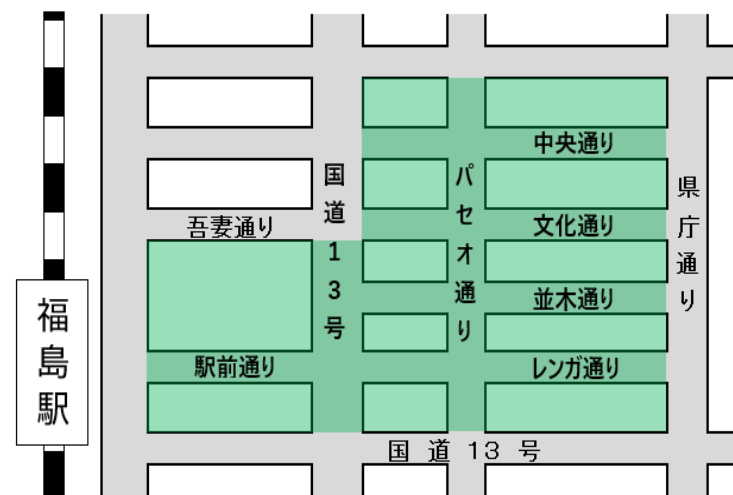 中央通り
国道13号
パセオ通り
県庁通り
吾妻通り
文化通り
並木通り
福島駅
駅前通り
レンガ通り
国道13号